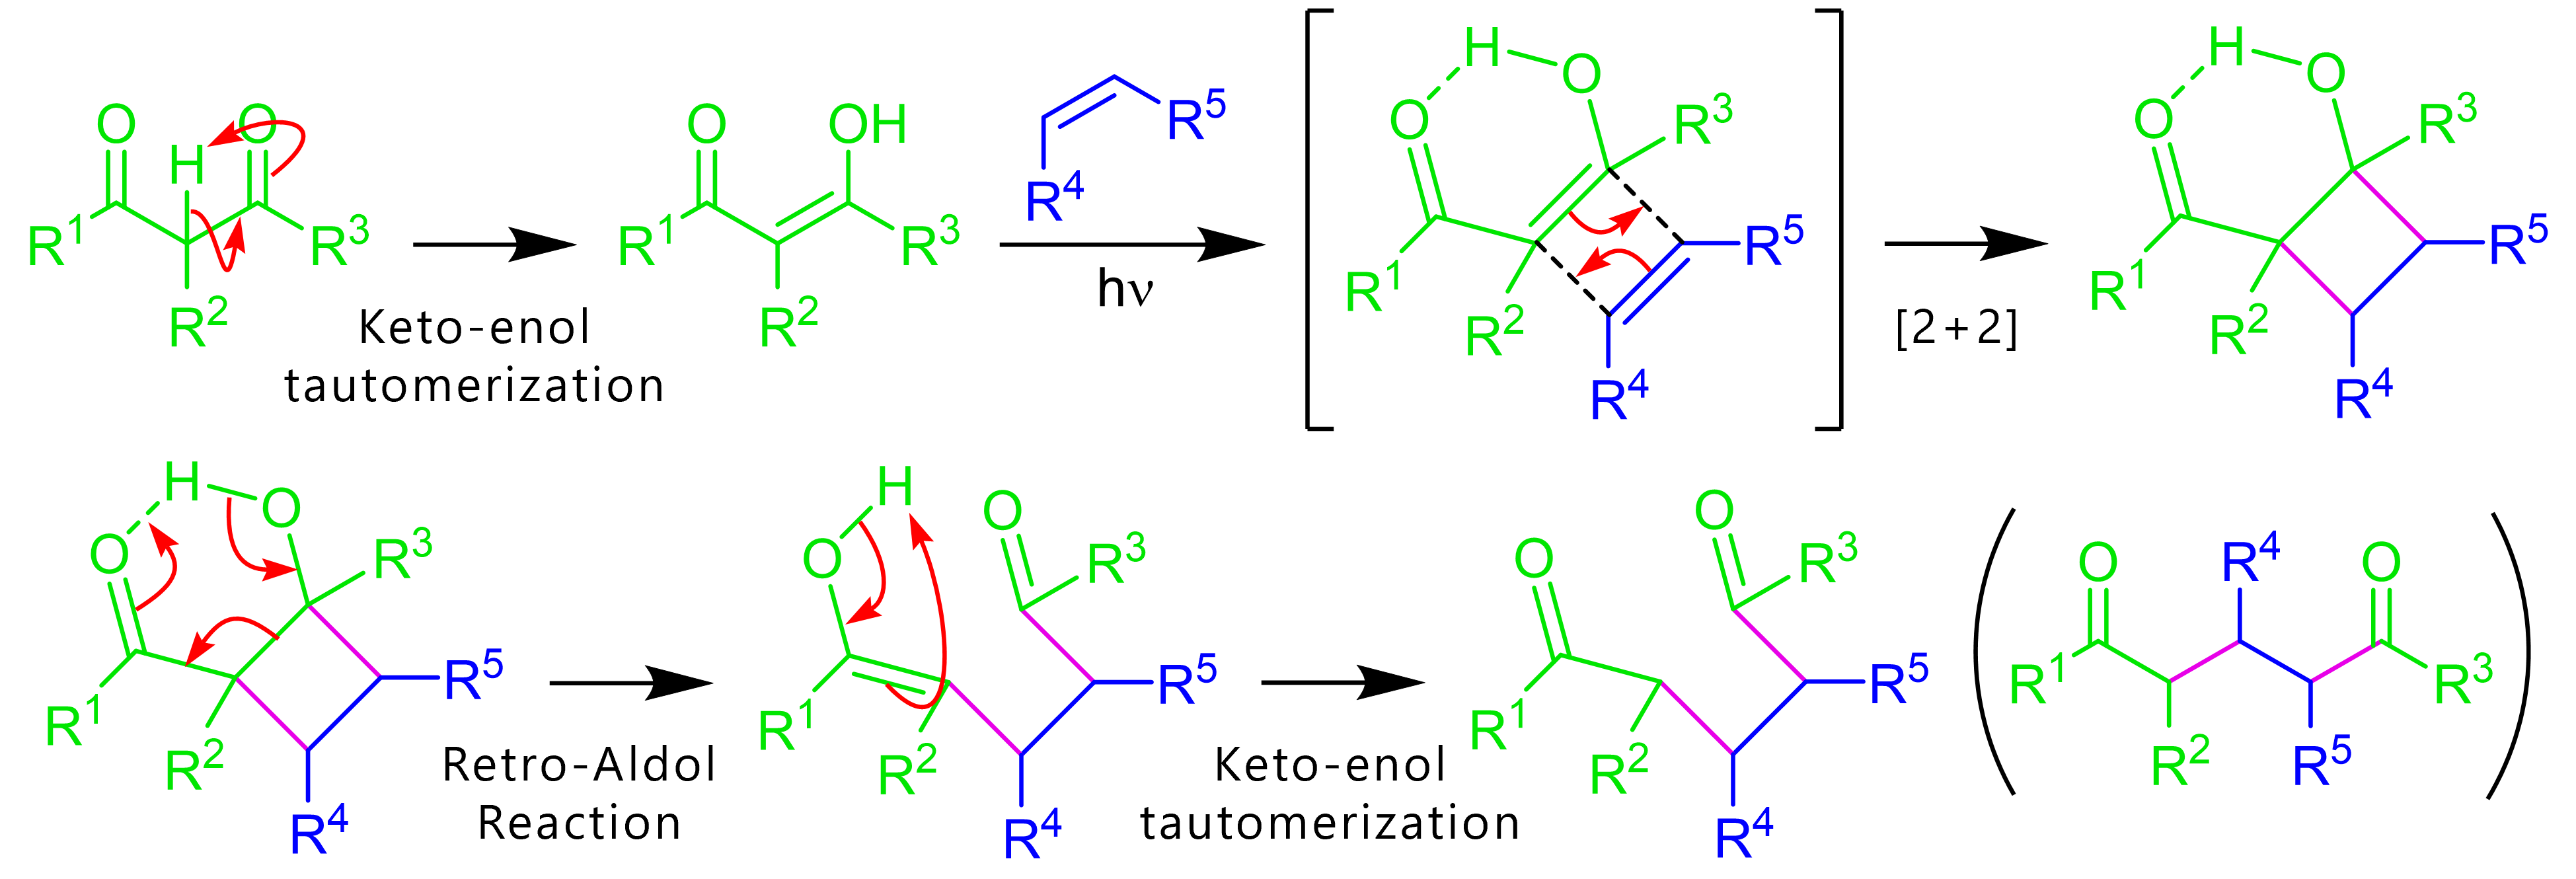 O O H R¹ R² R³
Keto-enol
tautomerization
O OH R¹ R² R³
R⁴ R⁵
hν
H O O R³ R¹ R² R⁵ R⁴
[2+2]
H O O R³ R¹ R² R⁵ R⁴
H O O R³ R¹ R² R⁵ R⁴
Retro-Aldol
Reaction
H O O R³ R¹ R² R⁵ R⁴
Keto-enol
tautomerization
O O R³ R¹ R² R⁵ R⁴
O R⁴ O R¹ R² R⁵ R³